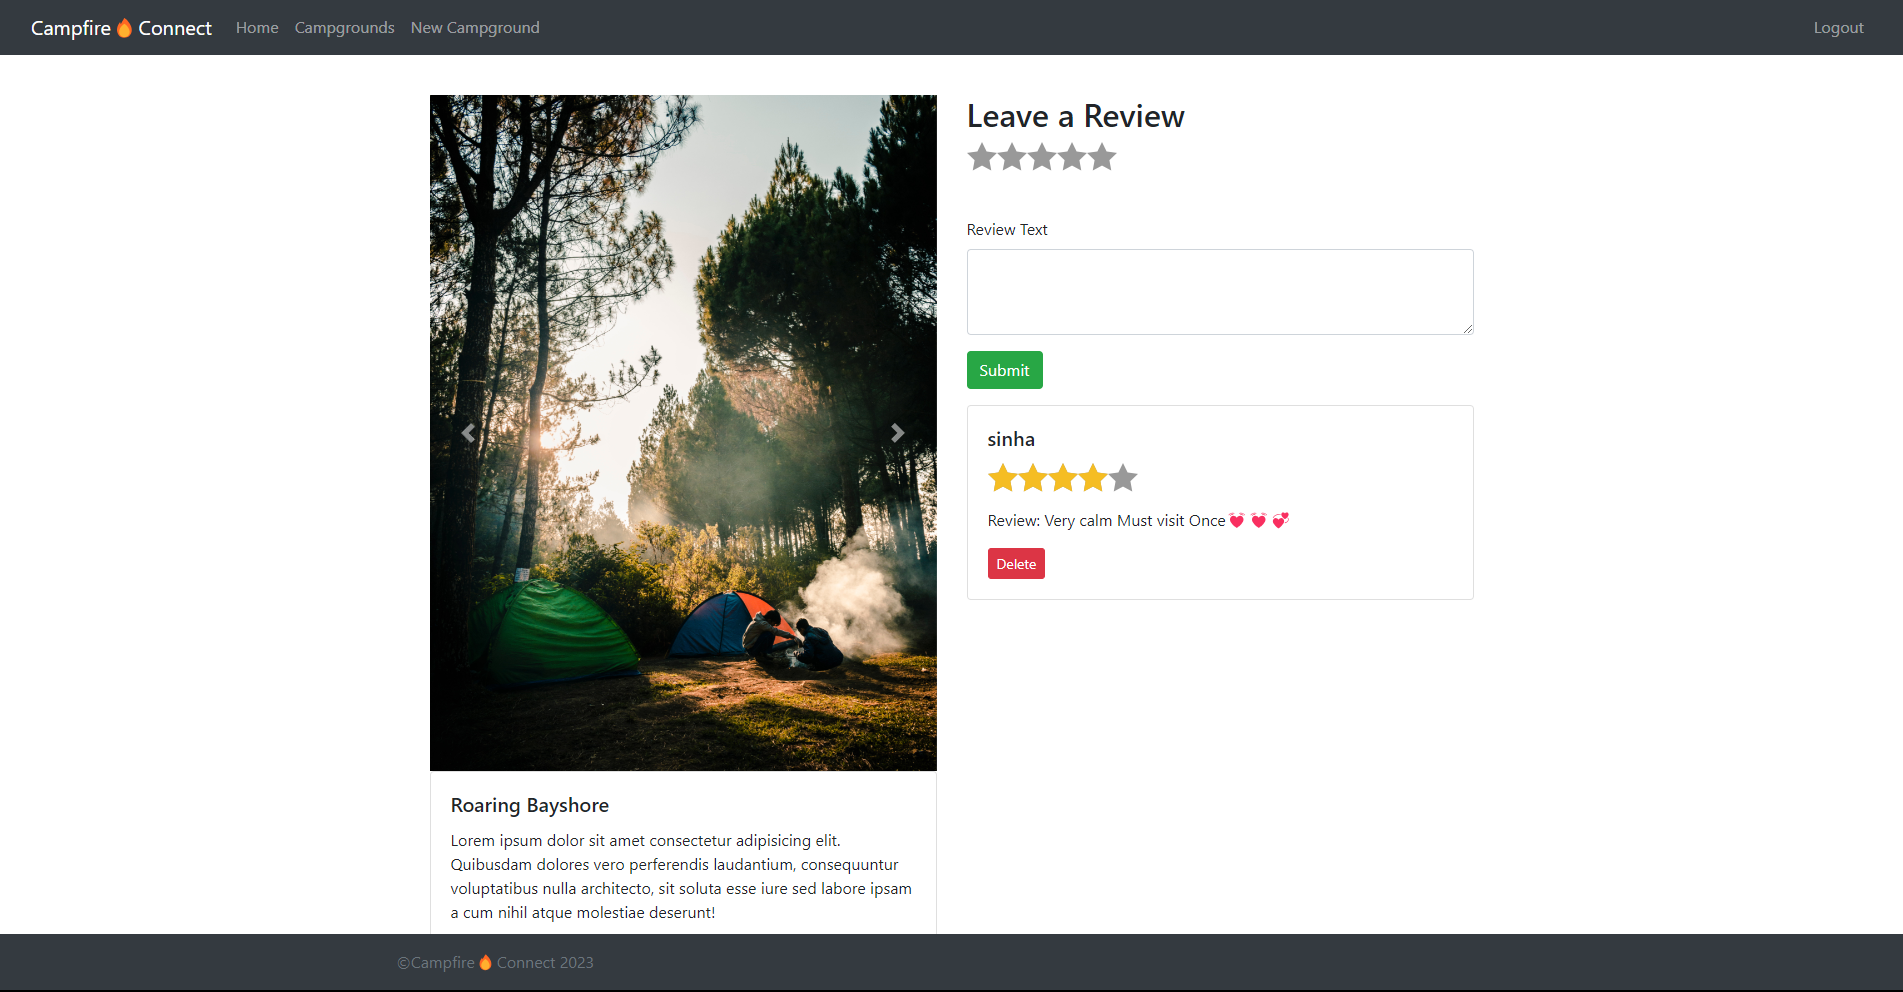 Campfire🔥Connect Home Campgrounds New Campground Logout
Leave a Review
Review Text
Submit
sinha
Review: Very calm Must visit Once💓 💓 💞
Delete
Roaring Bayshore
Lorem ipsum dolor sit amet consectetur adipisicing elit.
Quibusdam dolores vero perferendis laudantium, consequuntur
voluptatibus nulla architecto, sit soluta esse iure sed labore ipsam
a cum nihil atque molestiae deserunt!
©Campfire🔥Connect 2023